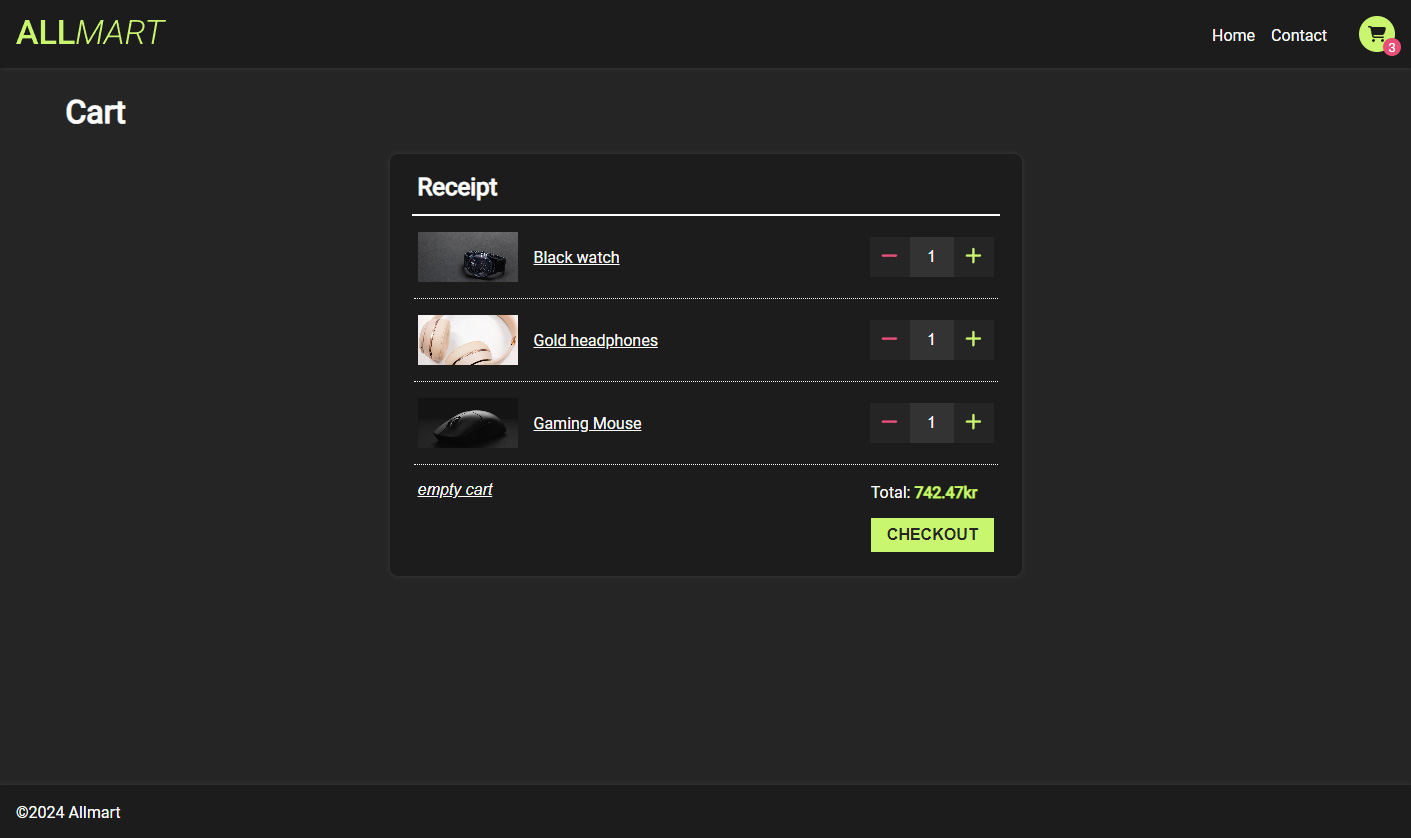 ALLMART
Home Contact
3
Cart
Receipt
Black watch 1
Gold headphones 1
Gaming Mouse 1
empty cart
Total: 742.47kr
CHECKOUT
©2024 Allmart